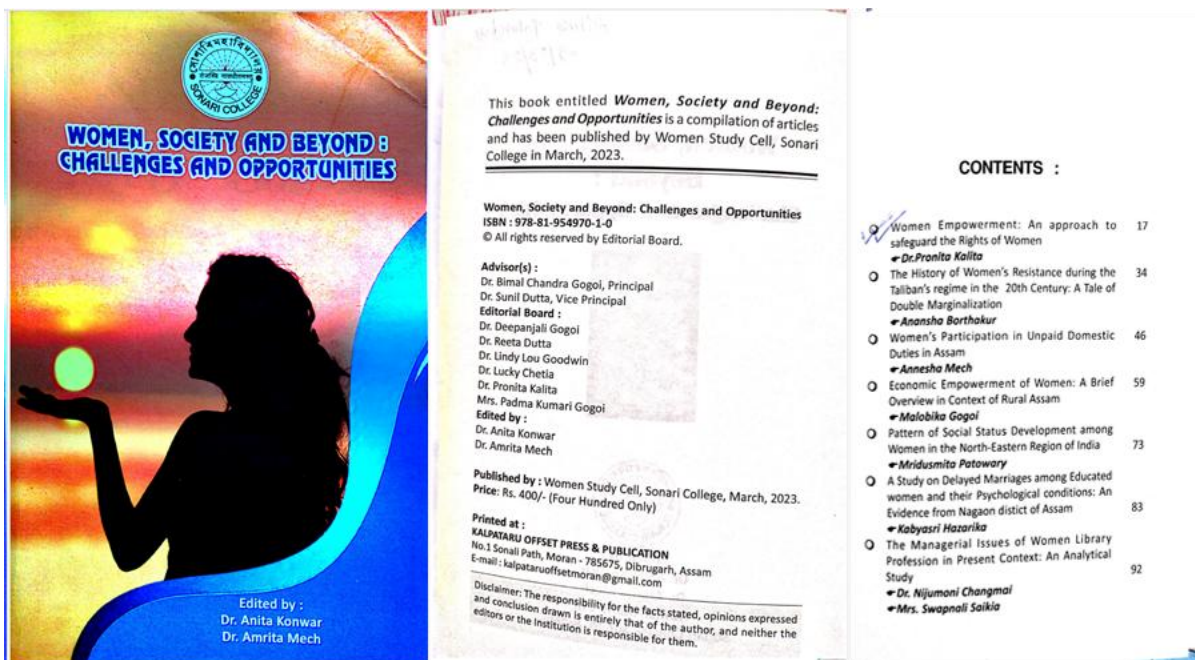 সোণাৰি মহাবিদ্যালয়
SONARI COLLEGE
WOMEN, SOCIETY AND BEYOND :
CHALLENGES AND OPPORTUNITIES
Edited by :
Dr. Anita Konwar
Dr. Amrita Mech
This book entitled Women, Society and Beyond:
Challenges and Opportunities is a compilation of articles
and has been published by Women Study Cell, Sonari
College in March, 2023.
Women, Society and Beyond: Challenges and Opportunities
ISBN : 978-81-954970-1-0
© All rights reserved by Editorial Board.
Advisor(s) :
Dr. Bimal Chandra Gogoi, Principal
Dr. Sunil Dutta, Vice Principal
Editorial Board :
Dr. Deepanjali Gogoi
Dr. Reeta Dutta
Dr. Lindy Lou Goodwin
Dr. Lucky Chetia
Dr. Pronita Kalita
Mrs. Padma Kumari Gogoi
Edited by :
Dr. Anita Konwar
Dr. Amrita Mech
Published by : Women Study Cell, Sonari College, March, 2023.
Price: Rs. 400/- (Four Hundred Only)
Printed at :
KALPATARU OFFSET PRESS & PUBLICATION
No.1 Sonali Path, Moran - 785675, Dibrugarh, Assam
E-mail : kalpataruoffsetmoran@gmail.com
Disclaimer: The responsibility for the facts stated, opinions expressed
and conclusion drawn is entirely that of the author, and neither the
editors or the Institution is responsible for them.
CONTENTS :
Women Empowerment: An approach to 17
safeguard the Rights of Women
Dr.Pronita Kalita
The History of Women's Resistance during the 34
Taliban's regime in the 20th Century: A Tale of
Double Marginalization
Anansha Borthakur
Women's Participation in Unpaid Domestic 46
Duties in Assam
Annesha Mech
Economic Empowerment of Women: A Brief 59
Overview in Context of Rural Assam
Malobika Gogoi
Pattern of Social Status Development among
Women in the North-Eastern Region of India 73
Mridusmita Patowary
A Study on Delayed Marriages among Educated
women and their Psychological conditions: An
Evidence from Nagaon distict of Assam 83
Kabyasri Hazarika
The Managerial Issues of Women Library
Profession in Present Context: An Analytical
Study 92
Dr. Nijumoni Changmai
Mrs. Swapnali Saikia